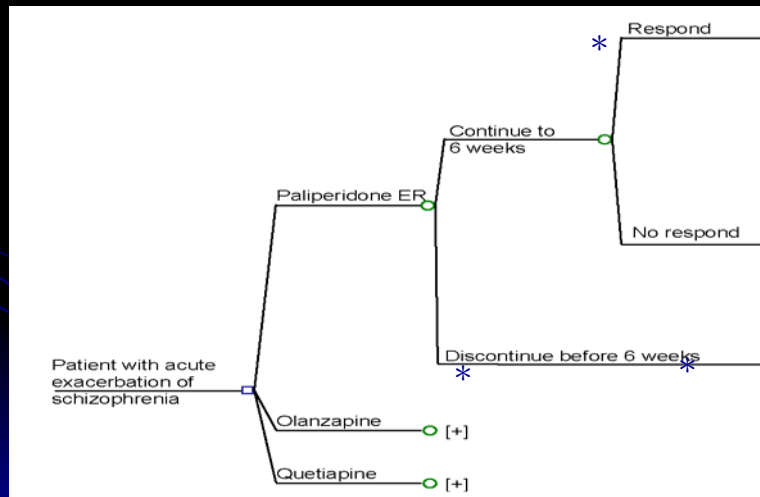 Respond
*
Continue to
6 weeks
Paliperidone ER
No respond
Discontinue before 6 weeks
*
*
Patient with acute
exacerbation of
schizophrenia
Olanzapine
[+]
Quetiapine
[+]